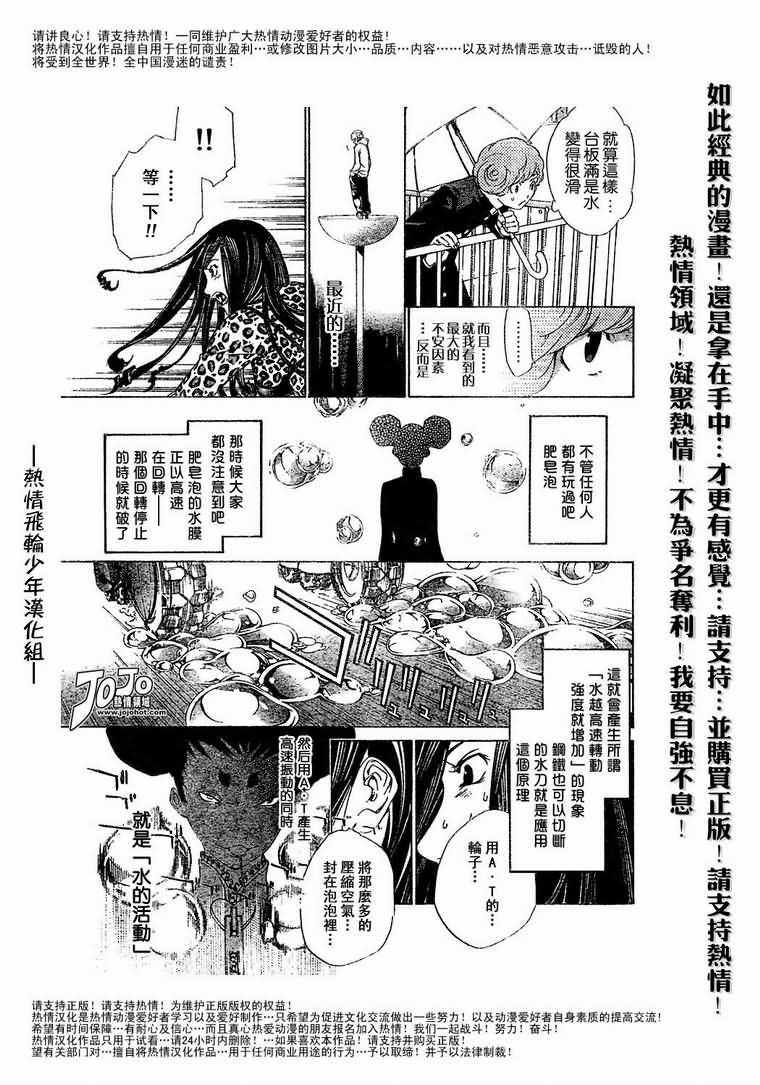 请讲良心！请支持热情！一同维护广大热情动漫爱好者的权益！
将热情汉化作品擅自用于任何商业盈利…或修改图片大小…品质…内容……以及对热情恶意攻击…诋毁的人！
将受到全世界！全中国漫迷的谴责！
如此經典的漫畫！還是拿在手中…才更有感覺…請支持…並購買正版！請支持熱情！
熱情領域！凝聚熱情！不為爭名奪利！我要自強不息！
就算這樣…
台板滿是水
變得很滑
最近的……
……
!!
……
等一下!!
……
而且……
就我看到的
最大的
不安因素
……反而是
不管任何人
都有玩過吧
肥皂泡
那時候大家
都沒注意到吧
肥皂泡的水膜
正以高速
在回轉—
那個回轉停止
的時候就破了
—熱情飛輪少年漢化組—
JOJO
熱情領域
www.jojohot.com
這就會產生所謂
「水越高速轉動
強度就增加」的現象
鋼鐵也可以切斷
的水刀就是應用
這個原理
用A·T的
輪子…
將那麼多的
壓縮空氣…
封在泡泡裡…
然后用A·T產生
高速振動的同時
就是「水的活動」
请支持正版！请支持热情！为维护正版版权的权益！
热情汉化是热情动漫爱好者学习以及爱好制作…只希望为促进文化交流做出一些努力！以及动漫爱好者自身素质的提高交流！
希望有时间保障…有耐心及信心…而且真心热爱动漫的朋友报名加入热情！我们一起战斗！努力！奋斗！
热情汉化作品只用于试看…请24小时内删除！…如果喜欢本作品！请支持并购买正版！
望有关部门对…擅自将热情汉化作品…用于任何商业用途的行为…予以取缔！并予以法律制裁！